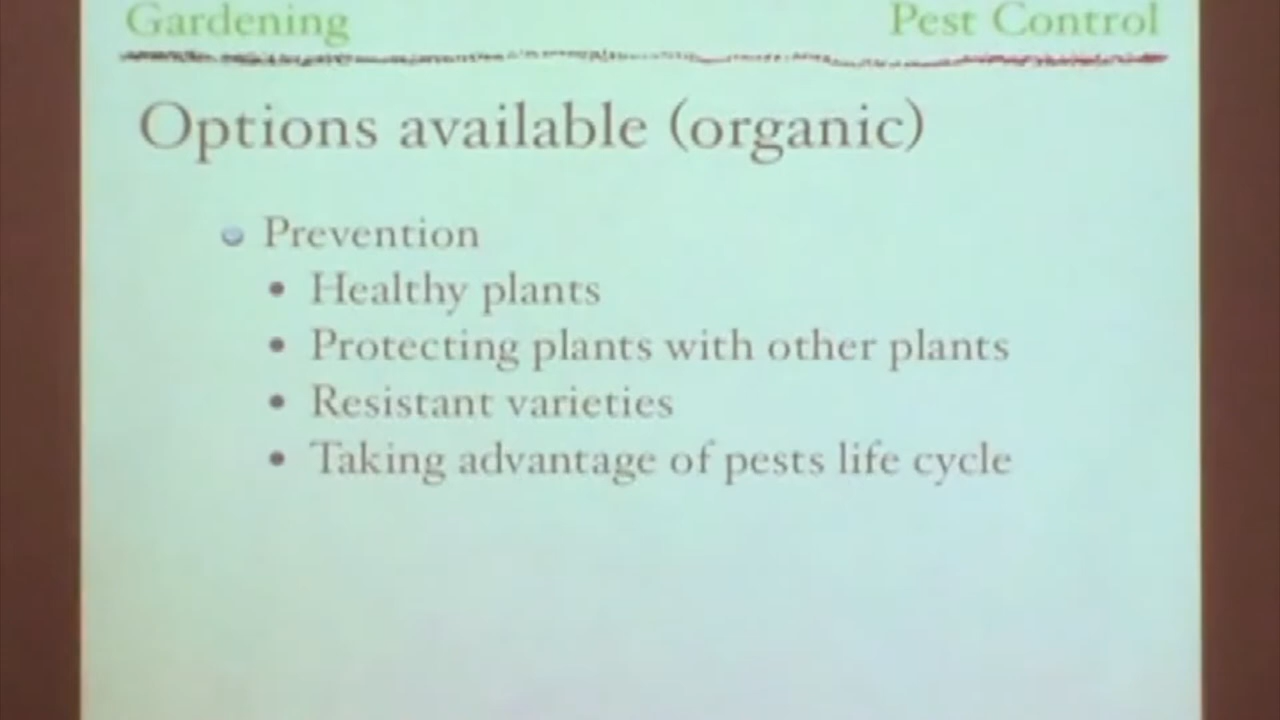 Gardening Pest Control
Options available (organic)
Prevention
• Healthy plants
• Protecting plants with other plants
• Resistant varieties
• Taking advantage of pests life cycle